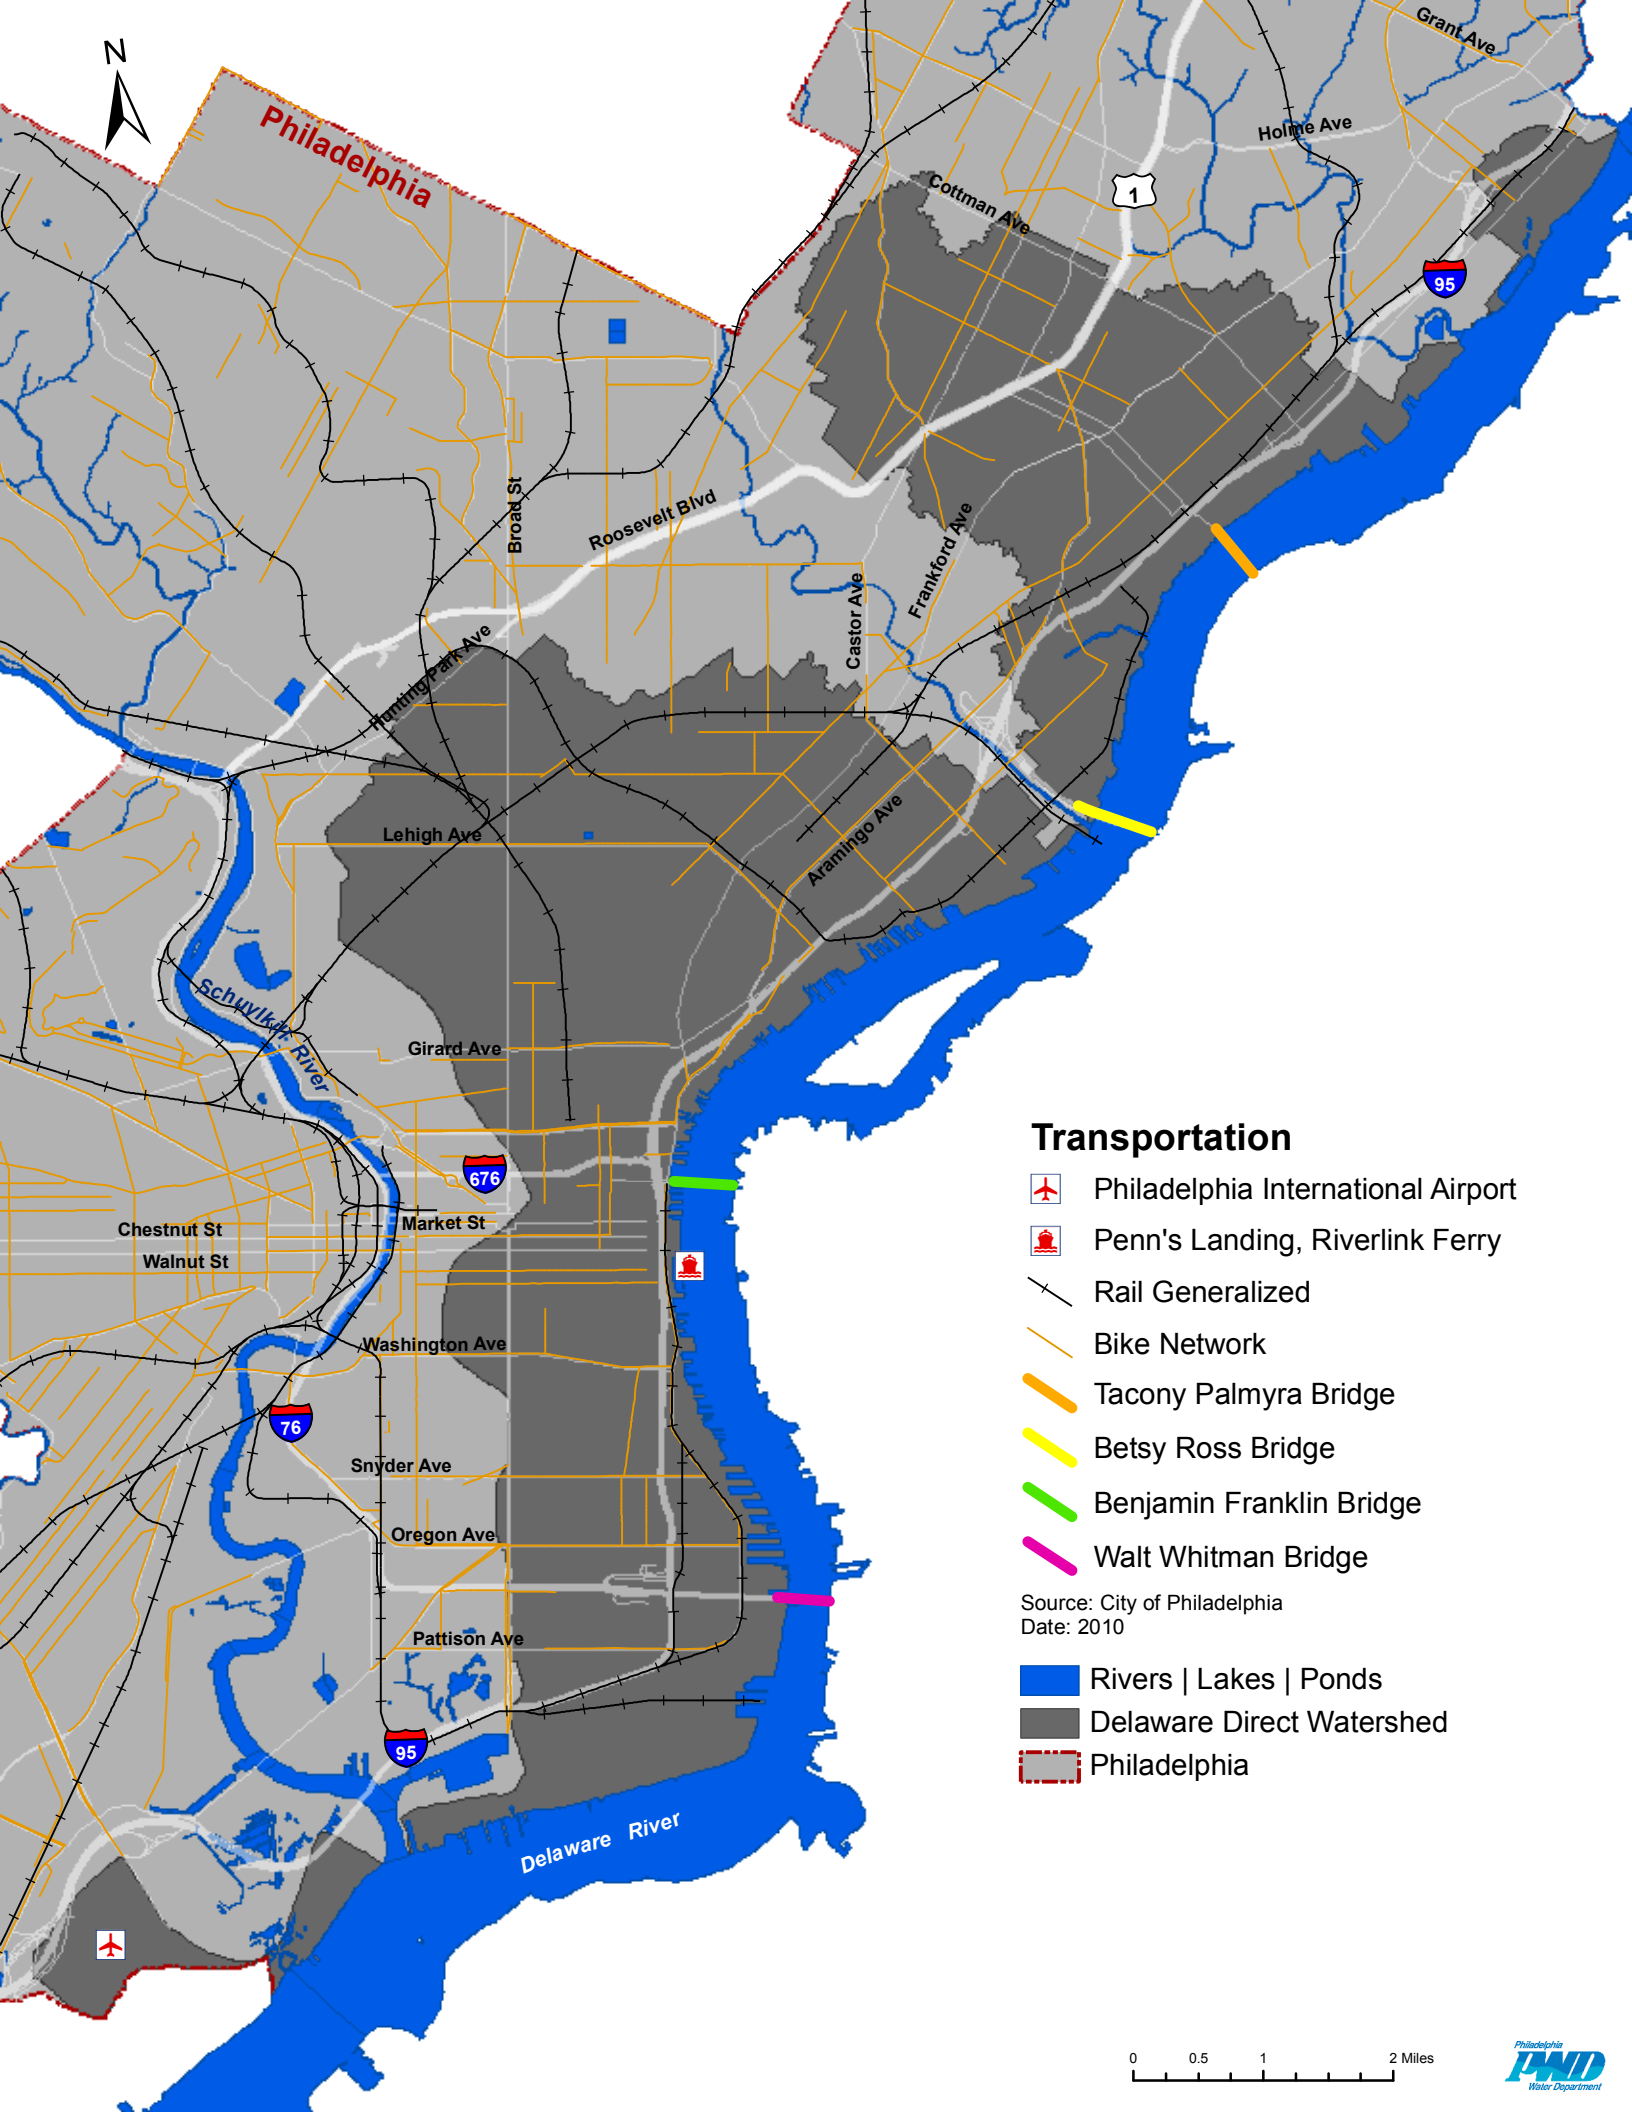 N
Philadelphia
Grant Ave
Holme Ave
Cottman Ave
1
95
Broad St
Roosevelt Blvd
Frankford Ave
Castor Ave
Hunting Park Ave
Lehigh Ave
Aramingo Ave
Schuylkill River
Girard Ave
676
Chestnut St
Market St
Walnut St
Washington Ave
76
Snyder Ave
Oregon Ave
Pattison Ave
95
Delaware River
Transportation
Philadelphia International Airport
Penn's Landing, Riverlink Ferry
Rail Generalized
Bike Network
Tacony Palmyra Bridge
Betsy Ross Bridge
Benjamin Franklin Bridge
Walt Whitman Bridge
Source: City of Philadelphia
Date: 2010
Rivers | Lakes | Ponds
Delaware Direct Watershed
Philadelphia
0 0.5 1 2 Miles
Philadelphia
PWD
Water Department